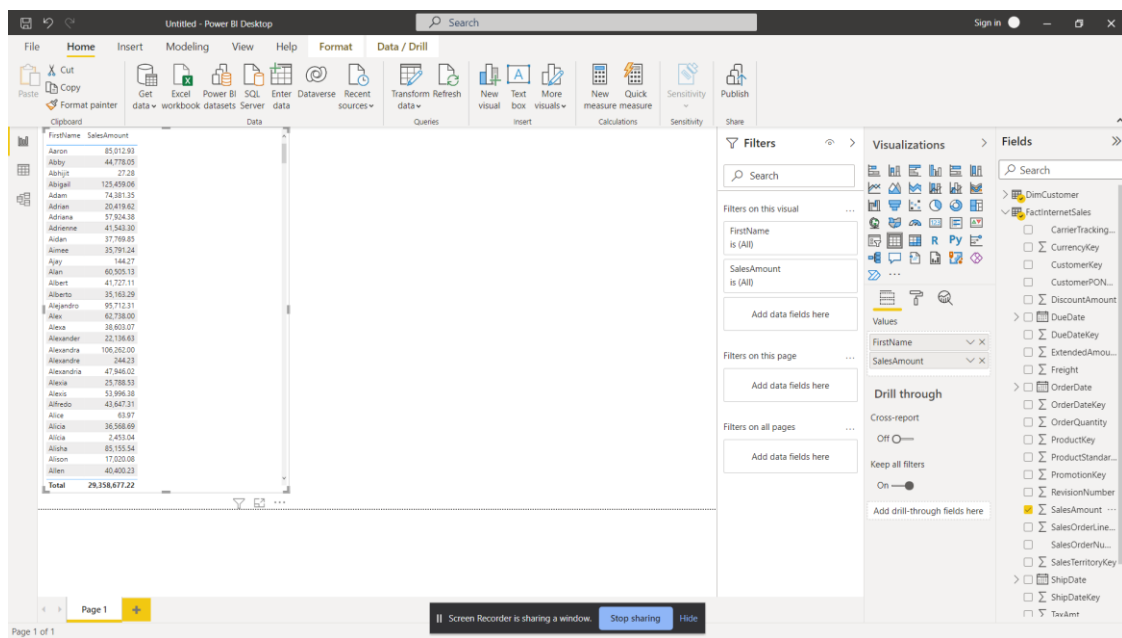 Untitled - Power BI Desktop
Search
Sign in
File Home Insert Modeling View Help Format Data / Drill
Paste
Cut
Copy
Format painter
Clipboard
Get data
Excel workbook
Power BI datasets
SQL Server
Enter data
Dataverse
Recent sources
Data
Transform data
Refresh
Queries
New visual
Text box
More visuals
Insert
New measure
Quick measure
Calculations
Sensitivity
Sensitivity
Publish
Share
FirstName SalesAmount
Aaron 85,012.93
Abby 44,778.05
Abhijit 27.28
Abigail 125,459.06
Adam 74,381.35
Adrian 20,419.62
Adriana 57,924.38
Adrienne 41,543.30
Aidan 37,769.85
Aimee 35,791.24
Ajay 144.27
Alan 60,505.13
Albert 41,727.11
Alberto 35,163.29
Alejandro 95,712.31
Alex 62,738.00
Alexa 38,603.07
Alexander 22,136.63
Alexandra 106,262.00
Alexandre 244.23
Alexandria 47,946.02
Alexia 25,788.53
Alexis 53,996.38
Alfredo 43,647.31
Alice 63.97
Alicia 36,568.69
Alicia 2,453.04
Alisha 85,155.54
Alison 17,020.08
Allen 40,400.23
Total 29,358,677.22
Filters
Search
Filters on this visual ...
FirstName
is (All)
SalesAmount
is (All)
Add data fields here
Filters on this page ...
Add data fields here
Filters on all pages ...
Add data fields here
Visualizations
R Py
...
Values
FirstName
SalesAmount
Drill through
Cross-report
Off
Keep all filters
On
Add drill-through fields here
Fields
Search
DimCustomer
FactInternetSales
CarrierTracking...
∑ CurrencyKey
CustomerKey
CustomerPON...
∑ DiscountAmount
DueDate
∑ DueDateKey
∑ ExtendedAmou...
∑ Freight
OrderDate
∑ OrderDateKey
∑ OrderQuantity
∑ ProductKey
∑ ProductStandar...
∑ PromotionKey
∑ RevisionNumber
∑ SalesAmount ...
∑ SalesOrderLine...
SalesOrderNu...
∑ SalesTerritoryKey
ShipDate
∑ ShipDateKey
∑ TaxAmt
Page 1
Screen Recorder is sharing a window. Stop sharing Hide
Page 1 of 1